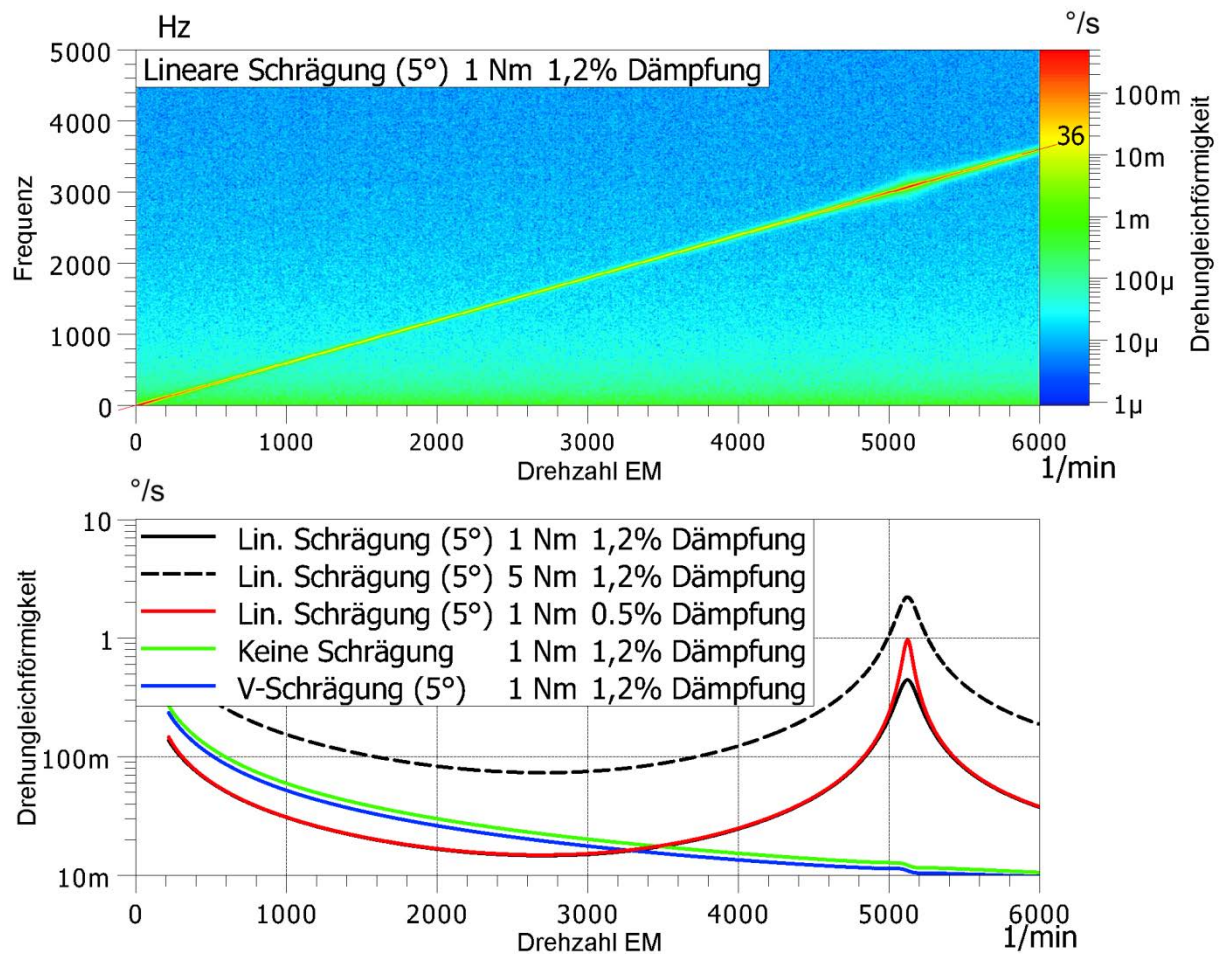 Hz
°/s
5000
Lineare Schrägung (5°) 1 Nm 1,2% Dämpfung
4000
3000
2000
1000
0
Frequenz
36
100m
10m
1m
100µ
10µ
1µ
Drehungleichförmigkeit
0 1000 2000 3000 4000 5000 6000
Drehzahl EM
1/min
°/s
10
1
100m
10m
Drehungleichförmigkeit
Lin. Schrägung (5°) 1 Nm 1,2% Dämpfung
Lin. Schrägung (5°) 5 Nm 1,2% Dämpfung
Lin. Schrägung (5°) 1 Nm 0.5% Dämpfung
Keine Schrägung 1 Nm 1,2% Dämpfung
V-Schrägung (5°) 1 Nm 1,2% Dämpfung
0 1000 2000 3000 4000 5000 6000
Drehzahl EM
1/min